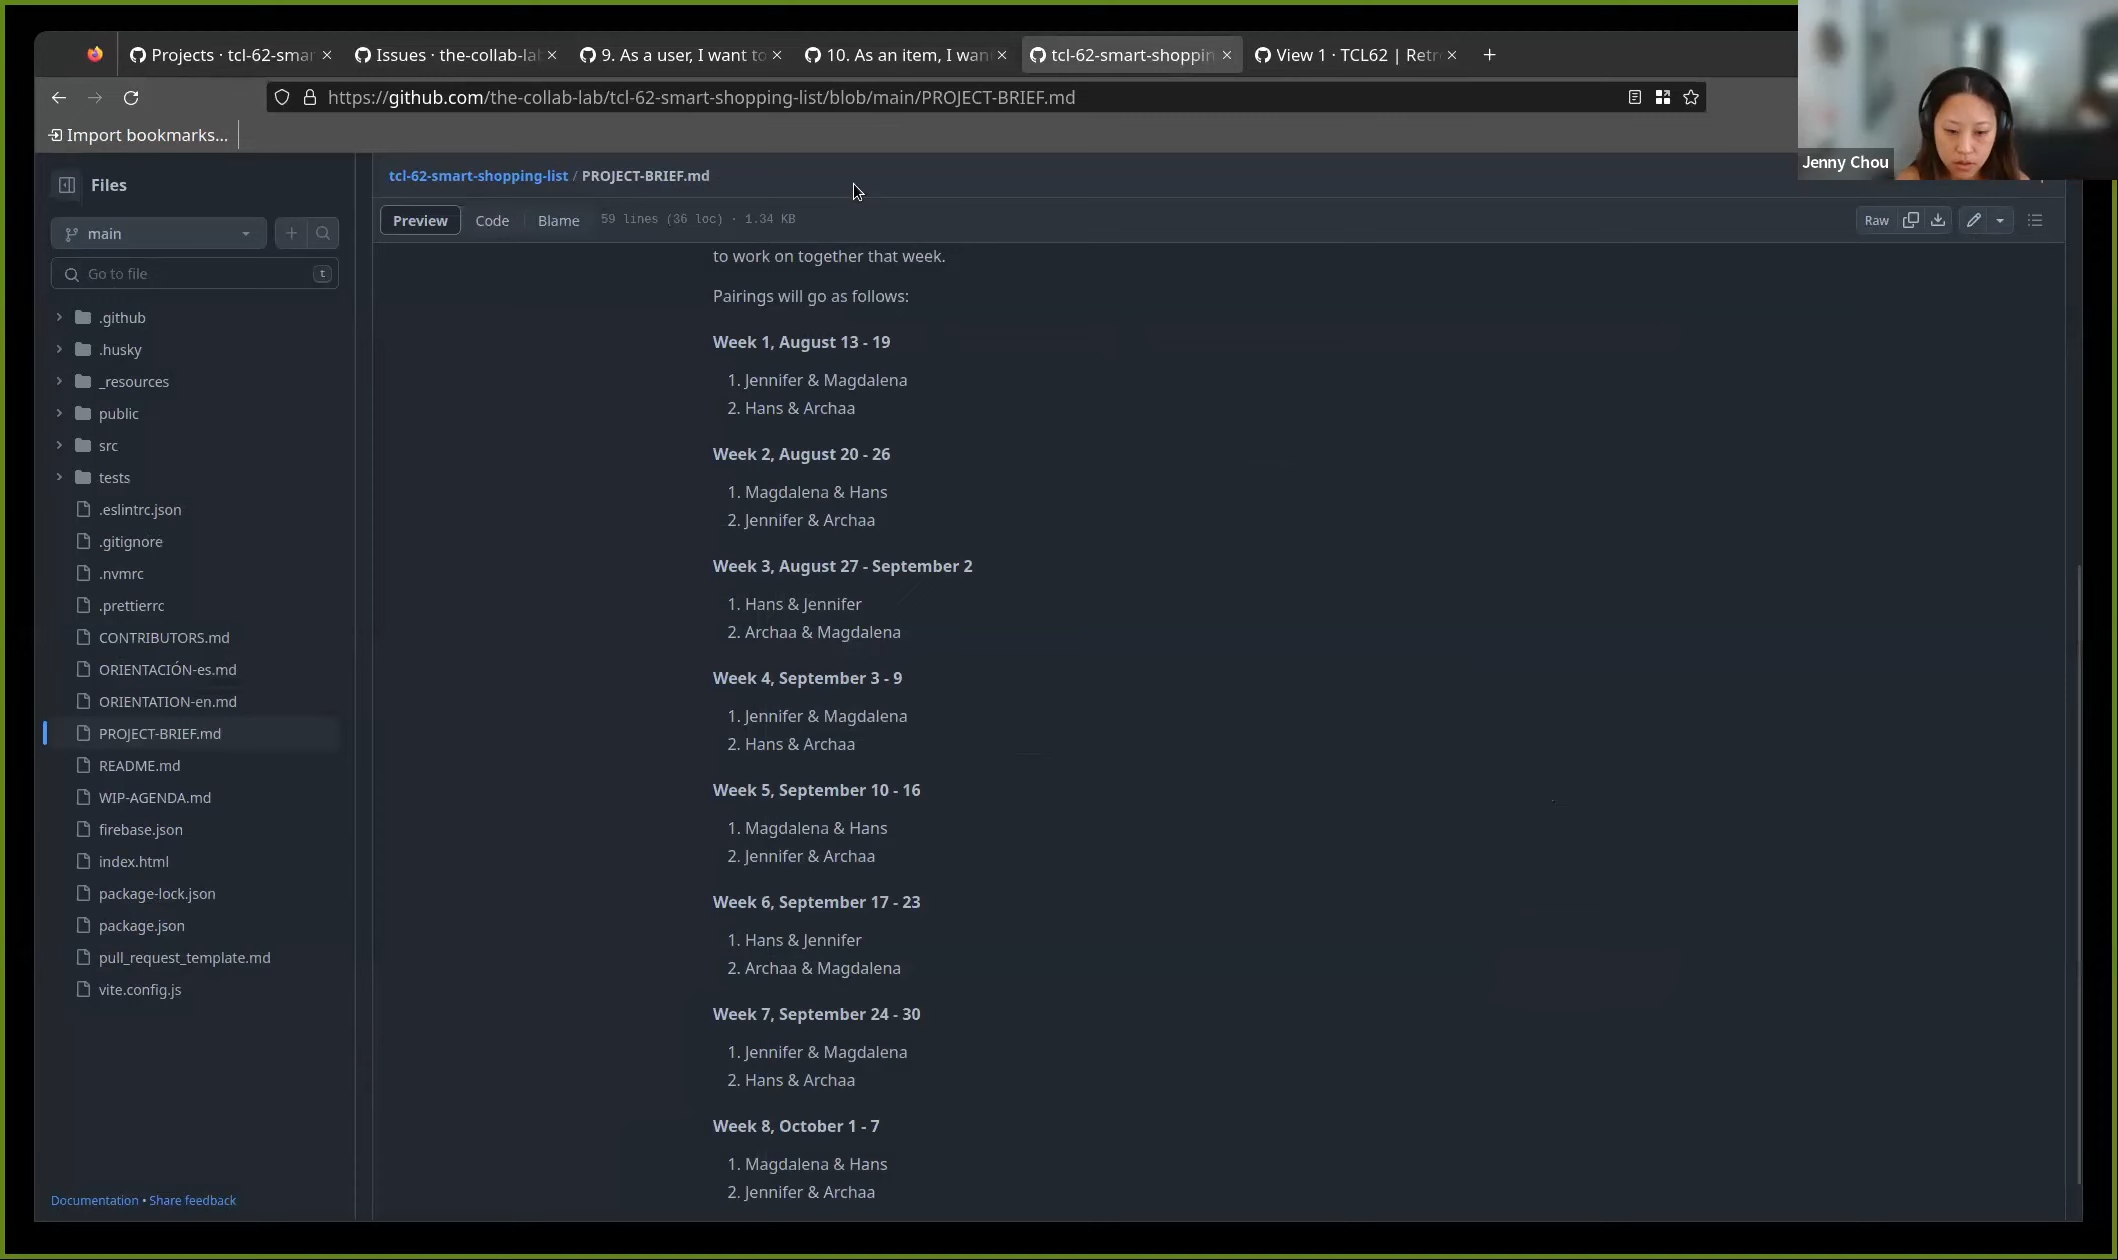 Projects · tcl-62-smar
Issues · the-collab-la
9. As a user, I want to
10. As an item, I wan
tcl-62-smart-shoppin
View 1 · TCL62 | Retr
https://github.com/the-collab-lab/tcl-62-smart-shopping-list/blob/main/PROJECT-BRIEF.md
Import bookmarks...
Jenny Chou
Files
tcl-62-smart-shopping-list / PROJECT-BRIEF.md
main
Preview
Code
Blame
59 lines (36 loc) · 1.34 KB
Raw
Go to file
t
.github
.husky
_resources
public
src
tests
.eslintrc.json
.gitignore
.nvmrc
.prettierrc
CONTRIBUTORS.md
ORIENTACIÓN-es.md
ORIENTATION-en.md
PROJECT-BRIEF.md
README.md
WIP-AGENDA.md
firebase.json
index.html
package-lock.json
package.json
pull_request_template.md
vite.config.js
Documentation • Share feedback
to work on together that week.
Pairings will go as follows:
Week 1, August 13 - 19
1. Jennifer & Magdalena
2. Hans & Archaa
Week 2, August 20 - 26
1. Magdalena & Hans
2. Jennifer & Archaa
Week 3, August 27 - September 2
1. Hans & Jennifer
2. Archaa & Magdalena
Week 4, September 3 - 9
1. Jennifer & Magdalena
2. Hans & Archaa
Week 5, September 10 - 16
1. Magdalena & Hans
2. Jennifer & Archaa
Week 6, September 17 - 23
1. Hans & Jennifer
2. Archaa & Magdalena
Week 7, September 24 - 30
1. Jennifer & Magdalena
2. Hans & Archaa
Week 8, October 1 - 7
1. Magdalena & Hans
2. Jennifer & Archaa